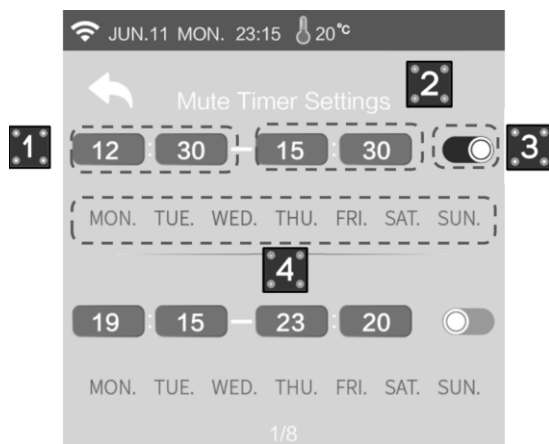 JUN.11 MON. 23:15 20°C
Mute Timer Settings 2
1 12 : 30 — 15 : 30 3
MON. TUE. WED. THU. FRI. SAT. SUN.
4
19 : 15 — 23 : 20
MON. TUE. WED. THU. FRI. SAT. SUN.
1/8